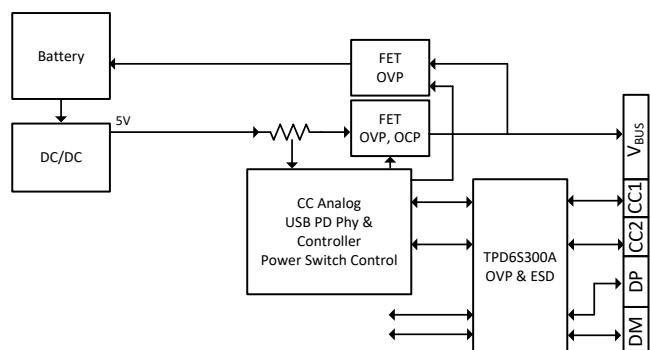 Battery
FET
OVP
5V
FET
OVP, OCP
DC/DC
CC Analog
USB PD Phy &
Controller
Power Switch Control
TPD6S300A
OVP & ESD
VBUS
CC1
CC2
DP
DM